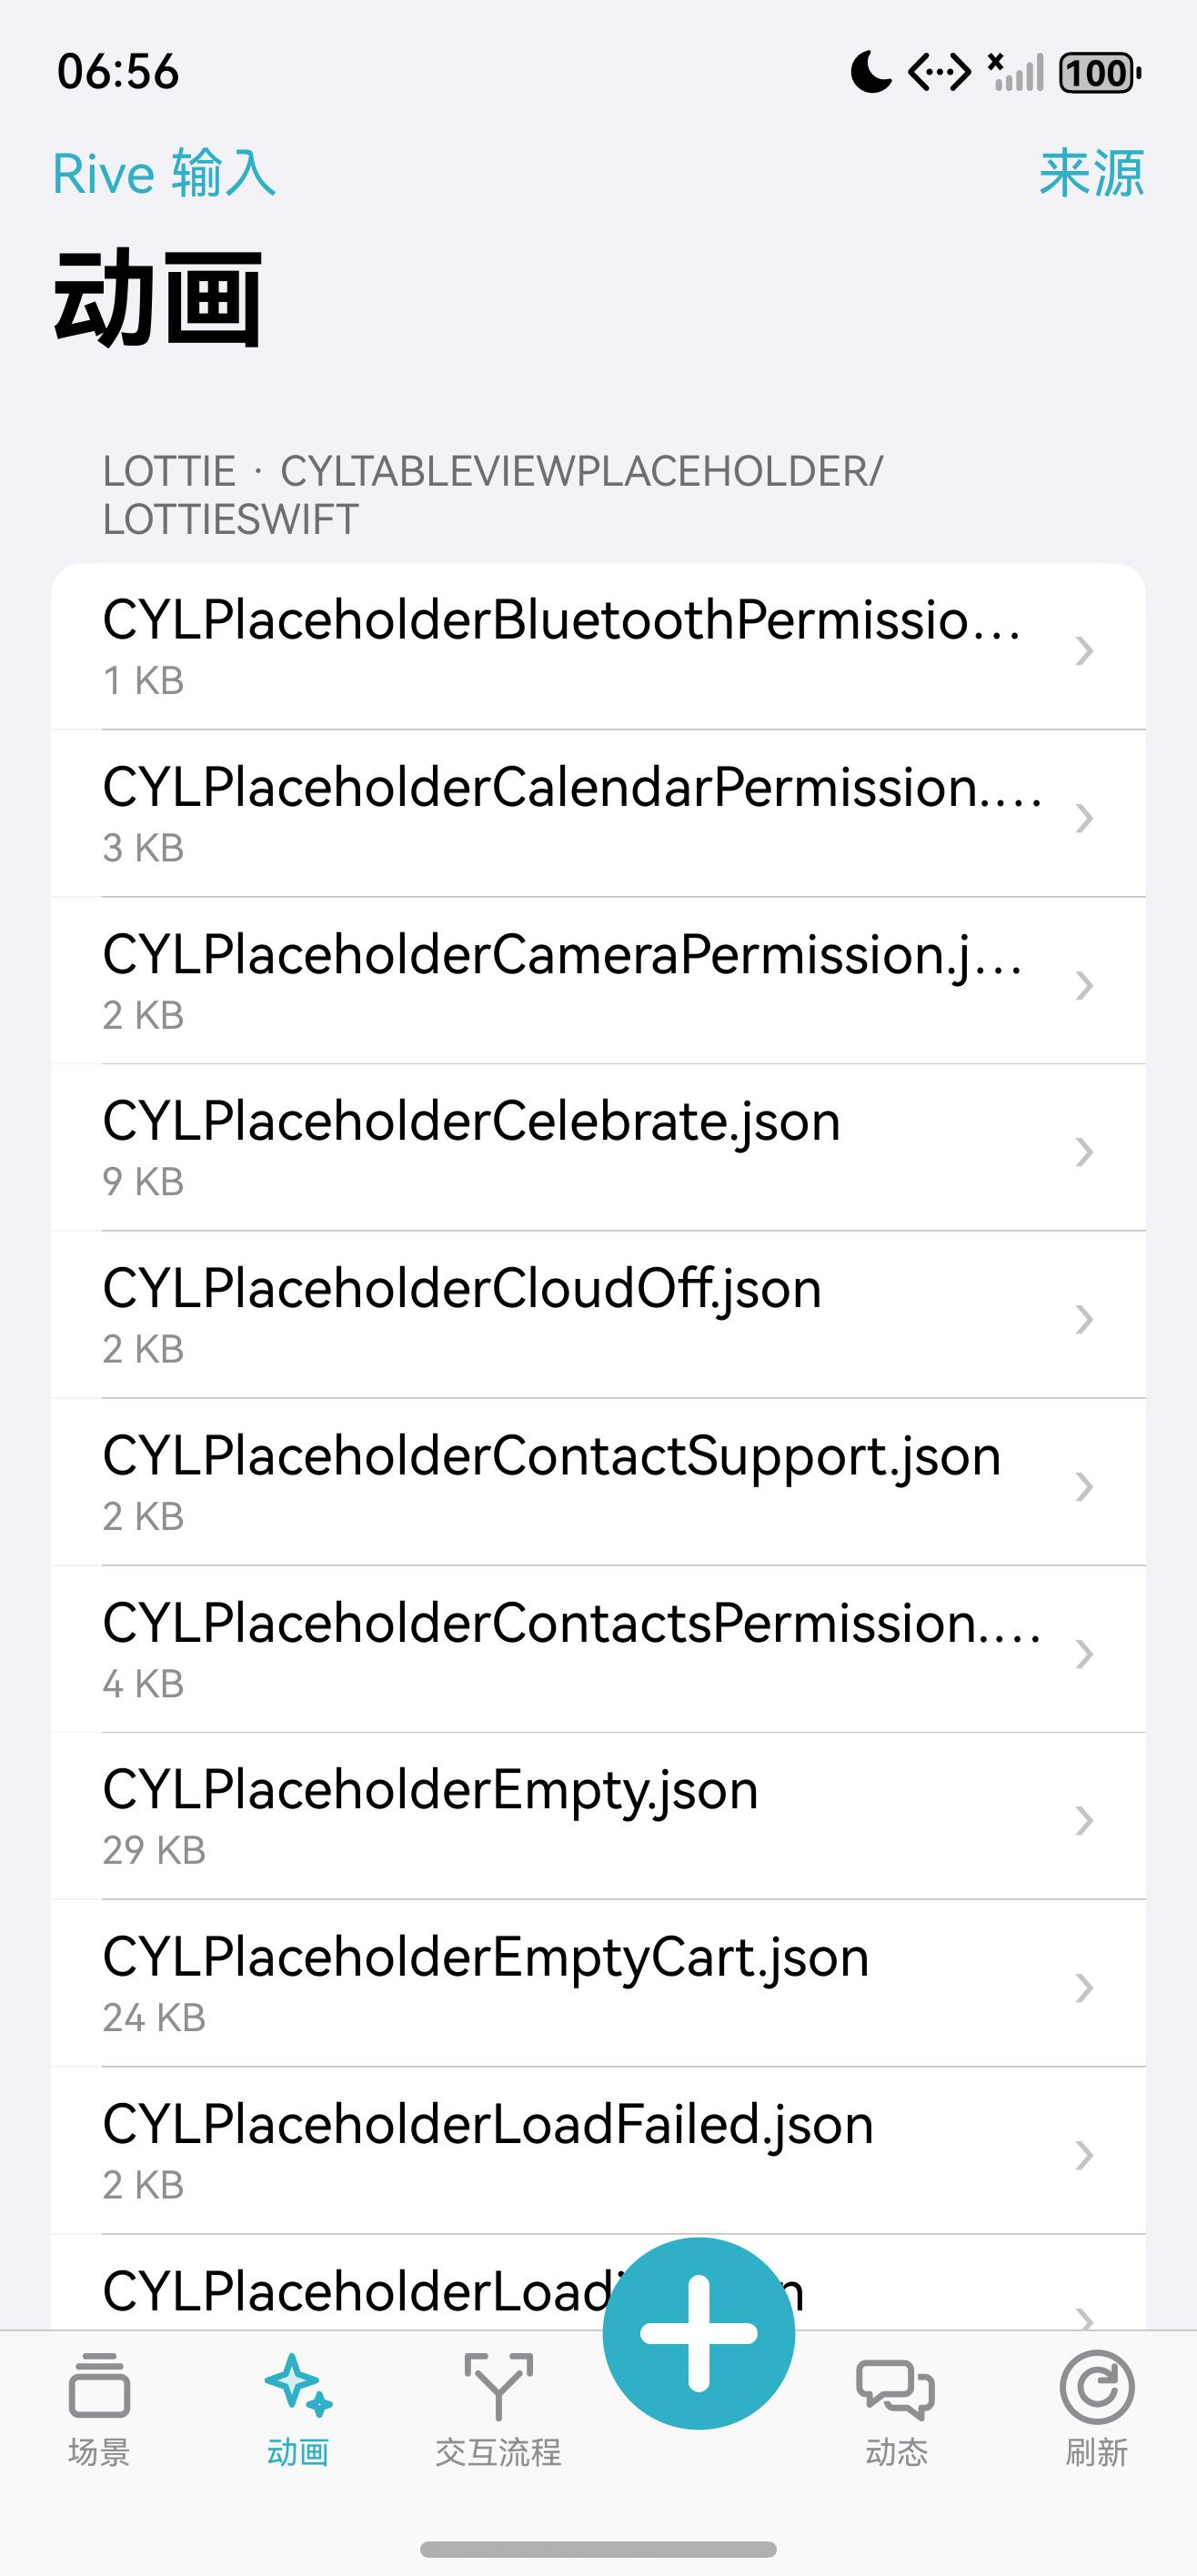 06:56
100
Rive 输入
来源
动画
LOTTIE · CYLTABLEVIEWPLACEHOLDER/
LOTTIESWIFT
CYLPlaceholderBluetoothPermissio…
1 KB
CYLPlaceholderCalendarPermission.…
3 KB
CYLPlaceholderCameraPermission.j…
2 KB
CYLPlaceholderCelebrate.json
9 KB
CYLPlaceholderCloudOff.json
2 KB
CYLPlaceholderContactSupport.json
2 KB
CYLPlaceholderContactsPermission.…
4 KB
CYLPlaceholderEmpty.json
29 KB
CYLPlaceholderEmptyCart.json
24 KB
CYLPlaceholderLoadFailed.json
2 KB
场景
动画
交互流程
动态
刷新